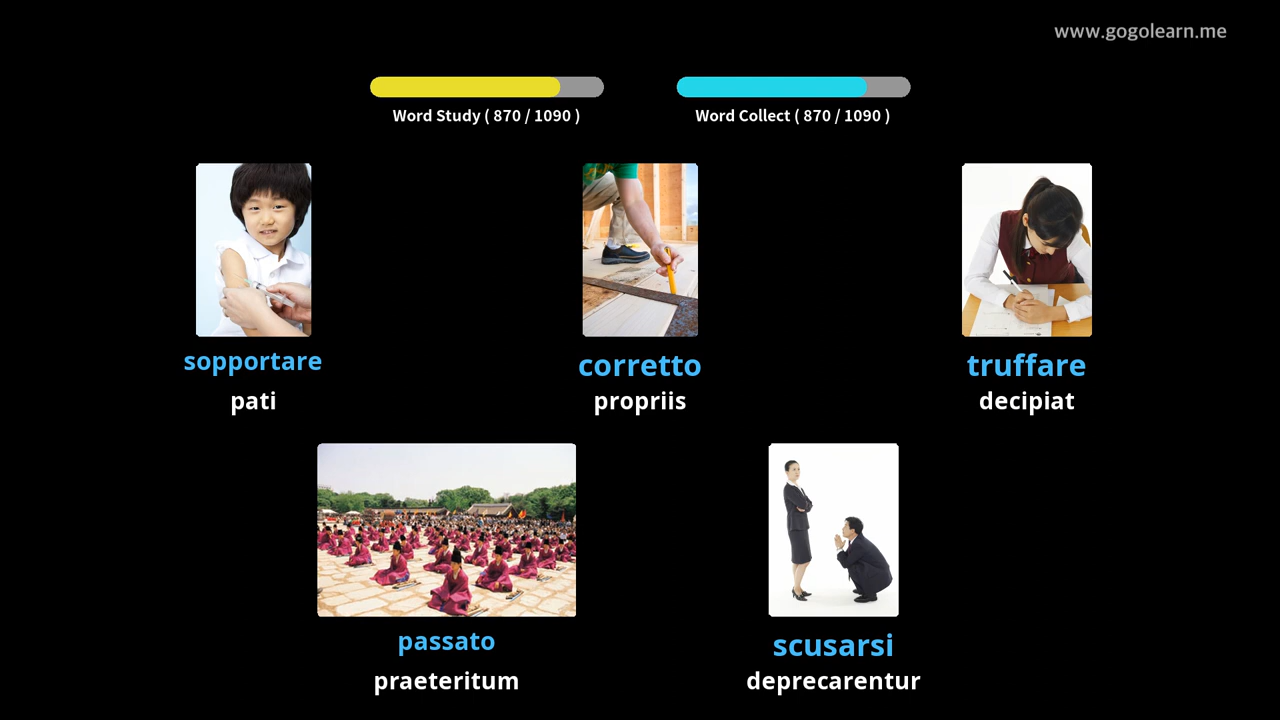 www.gogolearn.me
Word Study ( 870 / 1090 )
Word Collect ( 870 / 1090 )
sopportare
pati
corretto
propriis
truffare
decipiat
passato
praeteritum
scusarsi
deprecarentur